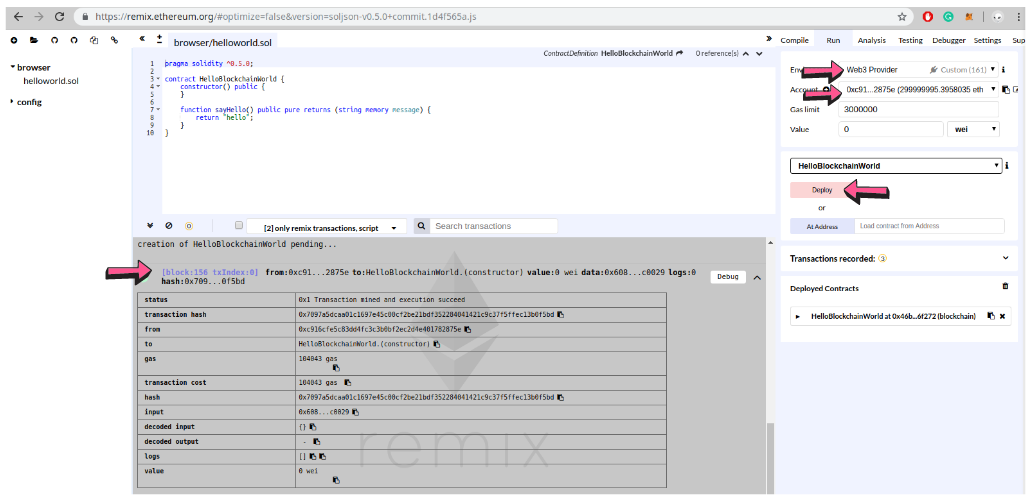 https://remix.ethereum.org/#optimize=false&version=soljson-v0.5.0+commit.1d4f565a.js
browser/helloworld.sol
Compile Run Analysis Testing Debugger Settings Sup
browser
helloworld.sol
config
ContractDefinition HelloBlockchainWorld 0 reference(s)
1 pragma solidity ^0.5.0;
2
3 contract HelloBlockchainWorld {
4 constructor() public {
5 }
6
7 function sayHello() public pure returns (string memory message) {
8 return "hello";
9 }
10 }
[2] only remix transactions, script
Search transactions
creation of HelloBlockchainWorld pending...
[block:156 txIndex:0] from:0xc91...2875e to:HelloBlockchainWorld.(constructor) value:0 wei data:0x608...c0029 logs:0
hash:0x709...0f5bd
Debug
status 0x1 Transaction mined and execution succeed
transaction hash 0x7097a5dcaa01c1697e45c00cf2be21bdf352284041421c9c37f5ffec13b0f5bd
from 0xc916cfe5c83dd4fc3c3b0bf2ec2d4e401782875e
to HelloBlockchainWorld.(constructor)
gas 104043 gas
transaction cost 104043 gas
hash 0x7097a5dcaa01c1697e45c00cf2be21bdf352284041421c9c37f5ffec13b0f5bd
input 0x608...c0029
decoded input {}
decoded output -
logs []
value 0 wei
remix
Web3 Provider Custom (161) i
Account 0xc91...2875e (299999995.3958035 eth
Gas limit 3000000
Value 0 wei
HelloBlockchainWorld i
Deploy
or
At Address Load contract from Address
Transactions recorded: 3
Deployed Contracts
HelloBlockchainWorld at 0x46b...6f272 (blockchain)